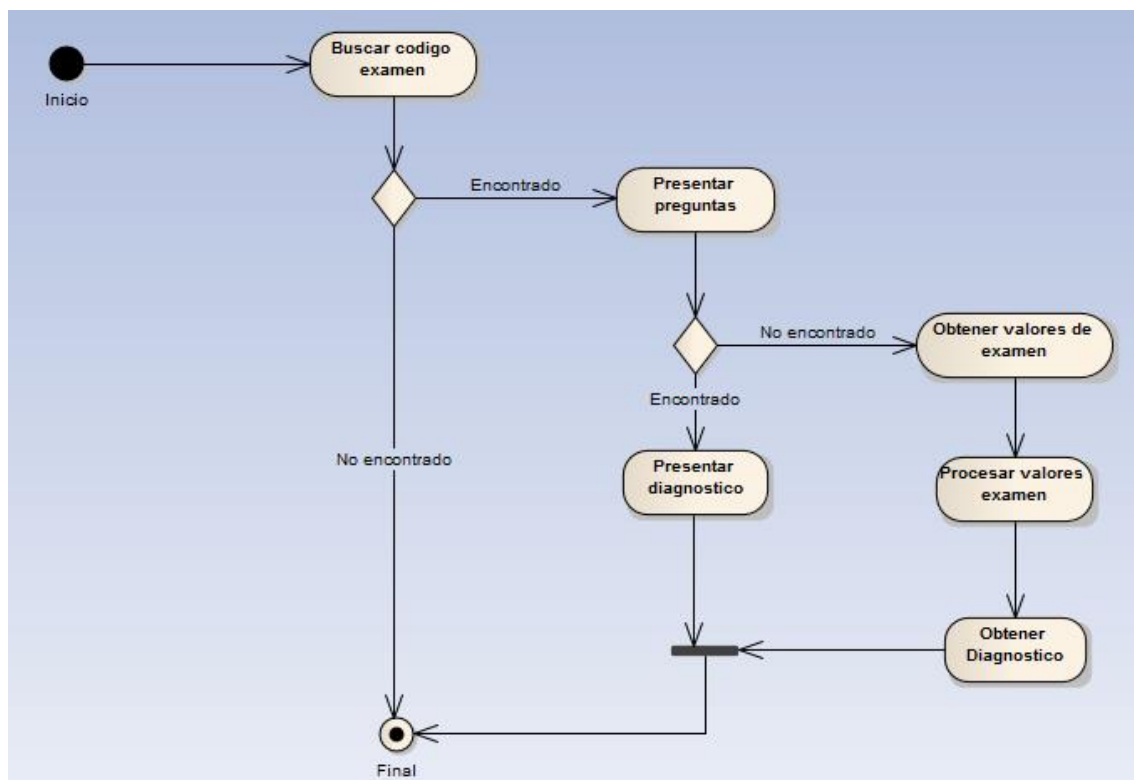 Buscar codigo
examen
Inicio
Encontrado
Presentar
preguntas
No encontrado
Obtener valores de
examen
Encontrado
No encontrado
Presentar
diagnostico
Procesar valores
examen
Obtener
Diagnostico
Final